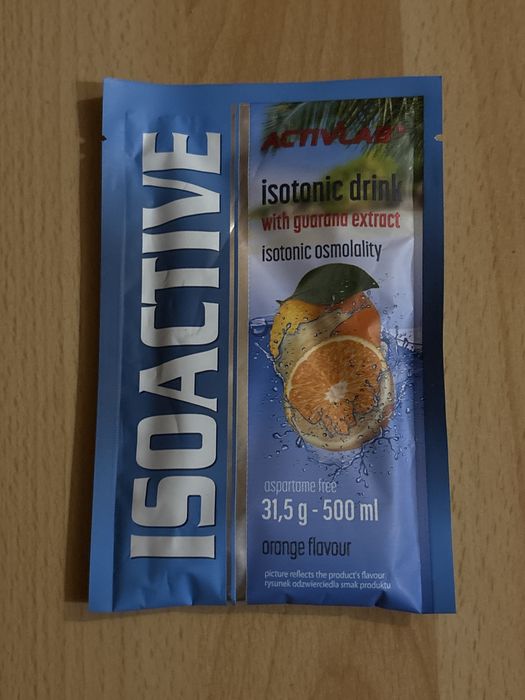 ISOACTIVE
ACTIVLAB
isotonic drink
with guarana extract
isotonic osmolality
aspartame free
31,5 g - 500 ml
orange flavour
picture reflects the product's flavour
rysunek odzwierciedla smak produktu